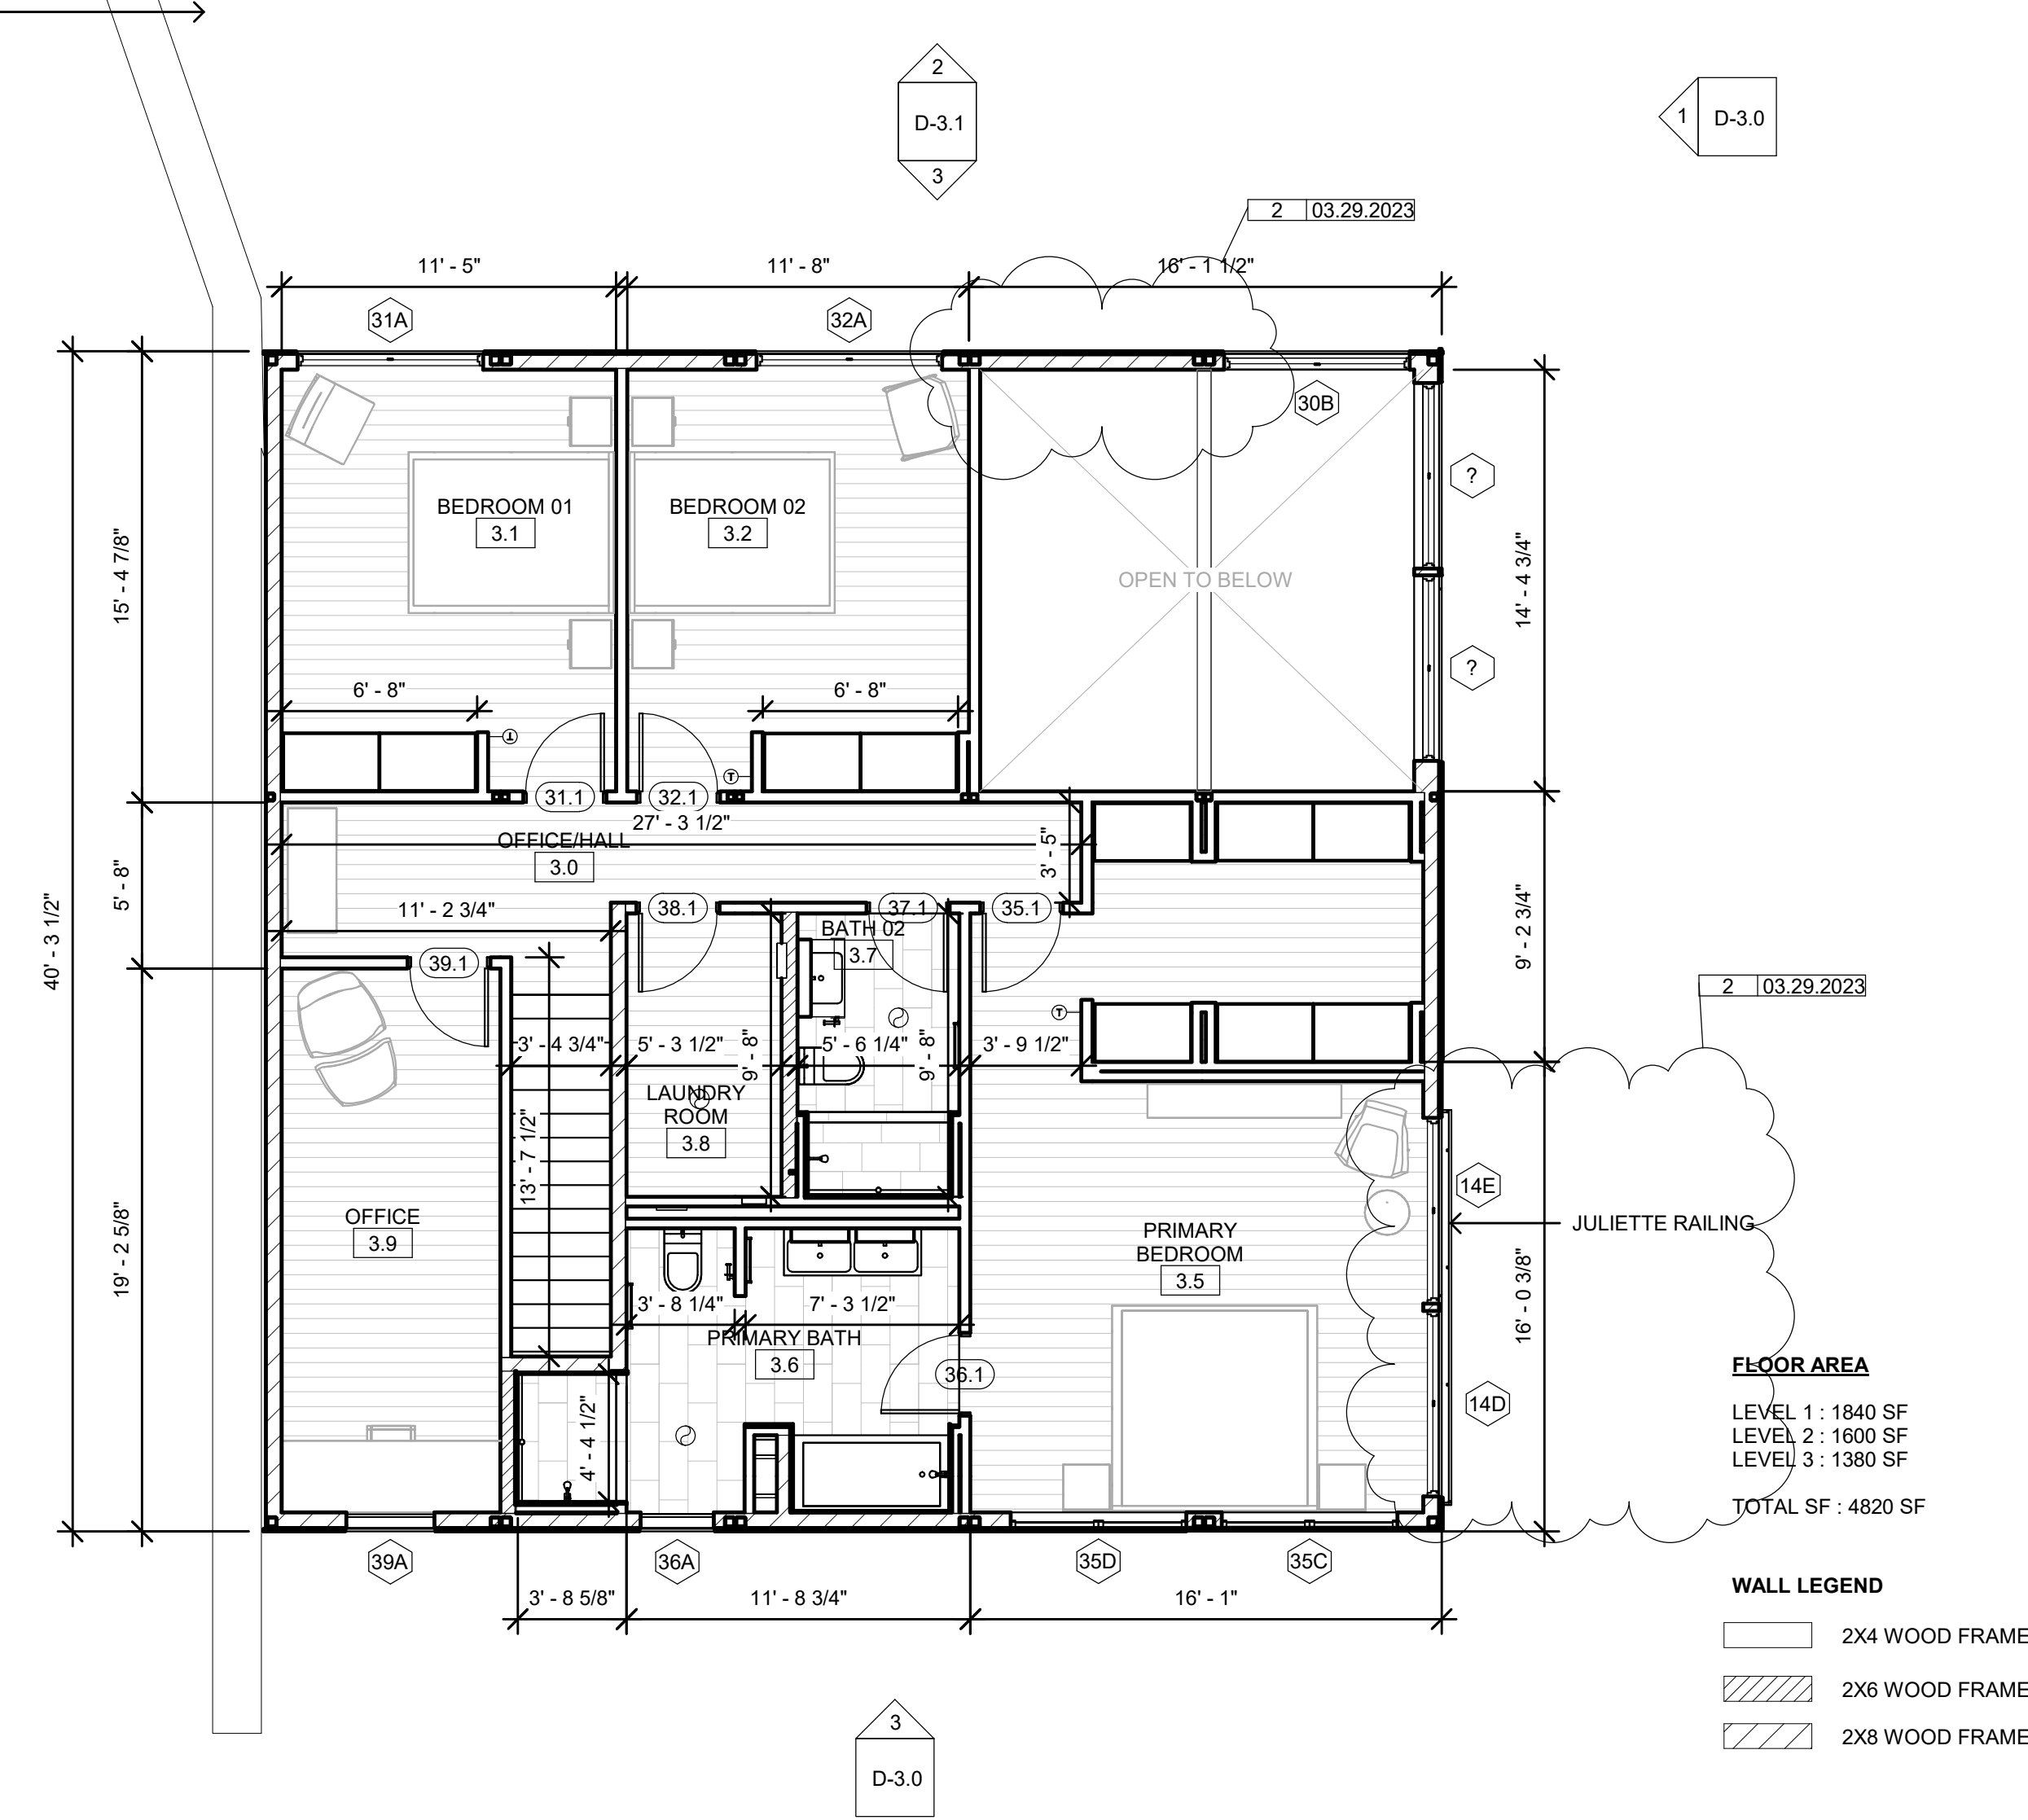 2
D-3.1
3
1
D-3.0
2 03.29.2023
11' - 5"
11' - 8"
16' - 1 1/2"
31A
32A
30B
?
?
BEDROOM 01
3.1
BEDROOM 02
3.2
OPEN TO BELOW
15' - 4 7/8"
14' - 4 3/4"
6' - 8"
6' - 8"
T
T
31.1
32.1
27' - 3 1/2"
OFFICE/HALL
3.0
3' - 5"
5' - 8"
40' - 3 1/2"
11' - 2 3/4"
38.1
37.1
35.1
BATH 02
3.7
39.1
9' - 2 3/4"
2 03.29.2023
T
3' - 4 3/4"
5' - 3 1/2"
9' - 8"
5' - 6 1/4"
9' - 8"
3' - 9 1/2"
LAUNDRY
ROOM
3.8
13' - 7 1/2"
14E
JULIETTE RAILING
OFFICE
3.9
19' - 2 5/8"
PRIMARY
BEDROOM
3.5
16' - 0 3/8"
3' - 8 1/4"
7' - 3 1/2"
PRIMARY BATH
3.6
36.1
14D
4' - 4 1/2"
FLOOR AREA
LEVEL 1 : 1840 SF
LEVEL 2 : 1600 SF
LEVEL 3 : 1380 SF
TOTAL SF : 4820 SF
39A
36A
35D
35C
3' - 8 5/8"
11' - 8 3/4"
16' - 1"
WALL LEGEND
2X4 WOOD FRAME
2X6 WOOD FRAME
2X8 WOOD FRAME
3
D-3.0